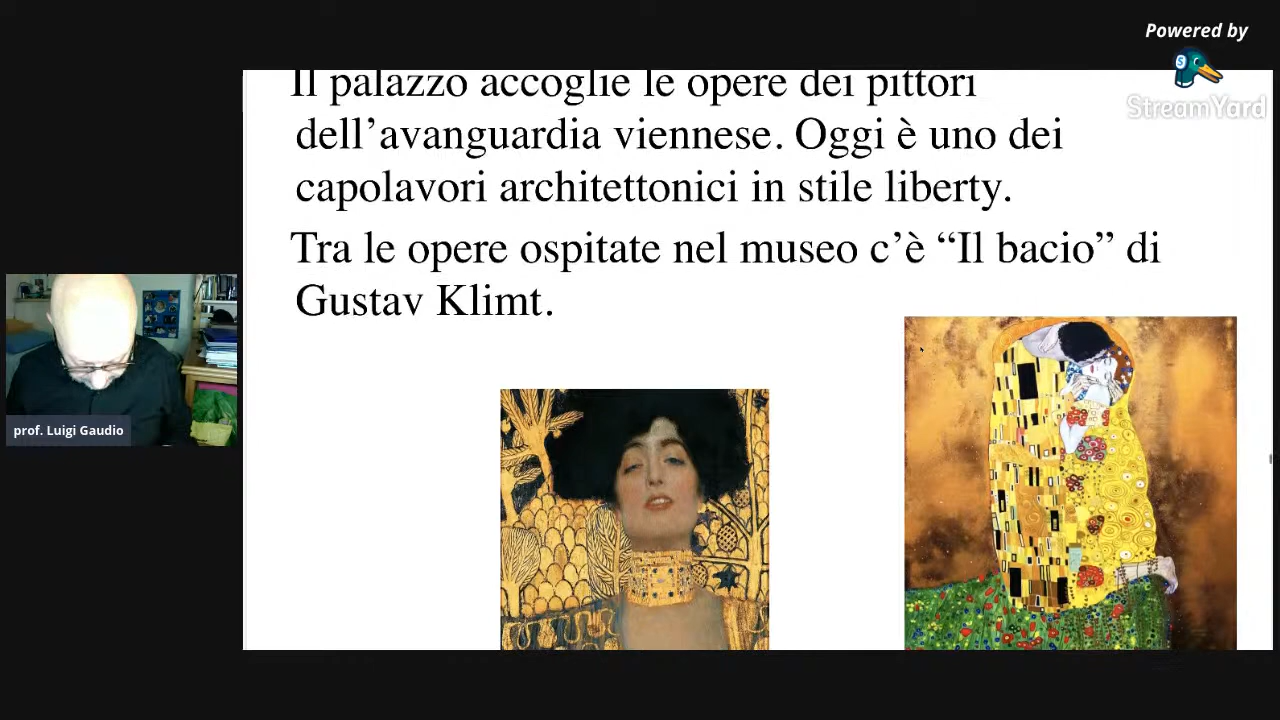 Powered by
StreamYard
Il palazzo accoglie le opere dei pittori
dell’avanguardia viennese. Oggi è uno dei
capolavori architettonici in stile liberty.
Tra le opere ospitate nel museo c’è “Il bacio” di
Gustav Klimt.
prof. Luigi Gaudio